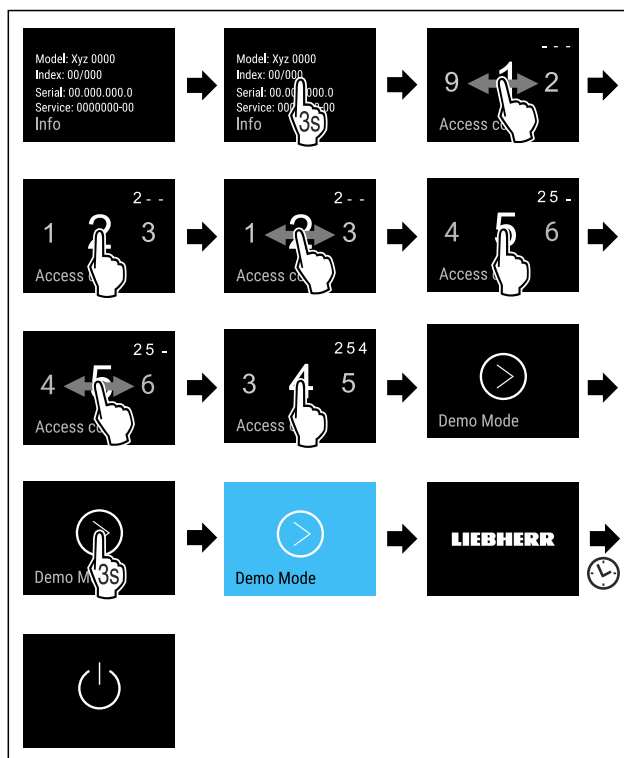 Model: Xyz 0000
Index: 00/000
Serial: 00.000.000.0
Service: 0000000-00
Info
Model: Xyz 0000
Index: 00/000
Serial: 00.0
00.0
Service: 00
-00
Info
3s
- - -
9 1 2
Access
2 - -
1 2 3
Access
2 - -
1 2 3
Access
2 5 -
4 5 6
Access
2 5 -
4 5 6
Access
2 5 4
3 4 5
Access
Demo Mode
Demo
3s
Demo Mode
LIEBHERR